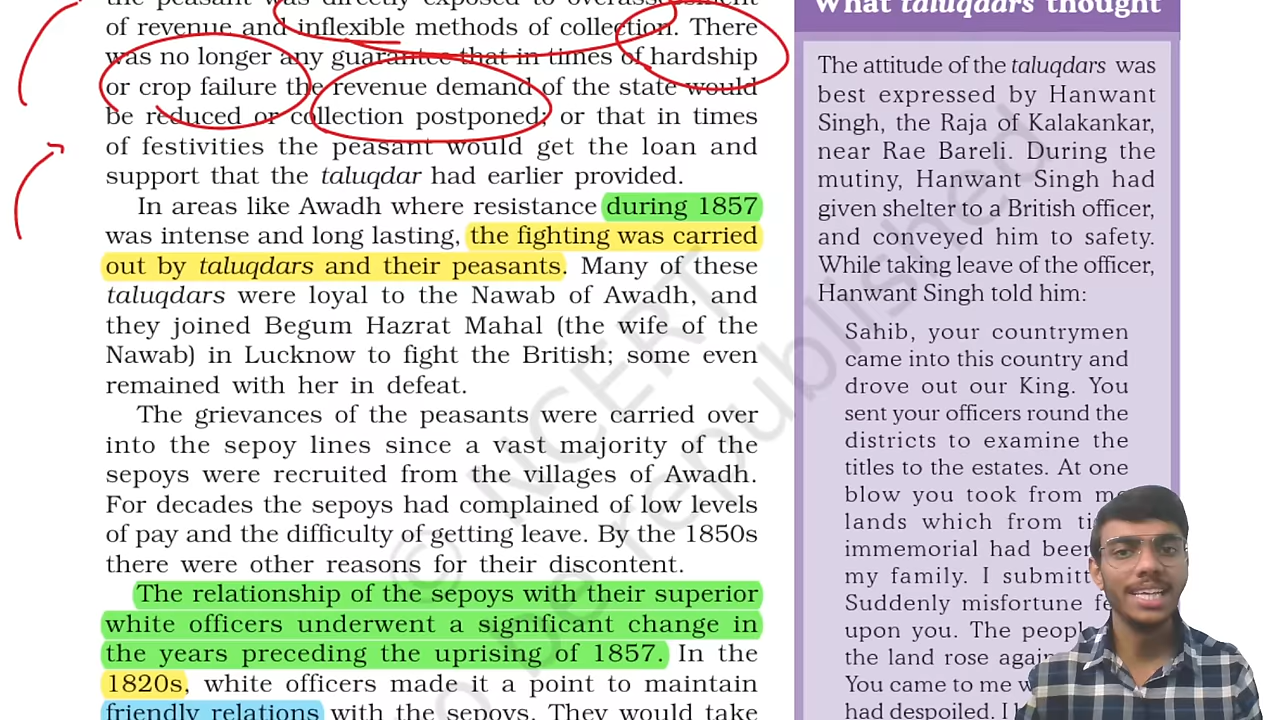 the peasant was directly exposed to overassessment
of revenue and inflexible methods of collection. There
was no longer any guarantee that in times of hardship
or crop failure the revenue demand of the state would
be reduced or collection postponed; or that in times
of festivities the peasant would get the loan and
support that the taluqdar had earlier provided.
In areas like Awadh where resistance during 1857
was intense and long lasting, the fighting was carried
out by taluqdars and their peasants. Many of these
taluqdars were loyal to the Nawab of Awadh, and
they joined Begum Hazrat Mahal (the wife of the
Nawab) in Lucknow to fight the British; some even
remained with her in defeat.
The grievances of the peasants were carried over
into the sepoy lines since a vast majority of the
sepoys were recruited from the villages of Awadh.
For decades the sepoys had complained of low levels
of pay and the difficulty of getting leave. By the 1850s
there were other reasons for their discontent.
The relationship of the sepoys with their superior
white officers underwent a significant change in
the years preceding the uprising of 1857. In the
1820s, white officers made it a point to maintain
friendly relations with the sepoys. They would take
What taluqdars thought
The attitude of the taluqdars was
best expressed by Hanwant
Singh, the Raja of Kalakankar,
near Rae Bareli. During the
mutiny, Hanwant Singh had
given shelter to a British officer,
and conveyed him to safety.
While taking leave of the officer,
Hanwant Singh told him:
Sahib, your countrymen
came into this country and
drove out our King. You
sent your officers round the
districts to examine the
titles to the estates. At one
blow you took from me
lands which from
immemorial had been
my family. I
Suddenly misfortune
upon you. The
the land rose
You came to me
had despoiled. I
© NCERT
be republished